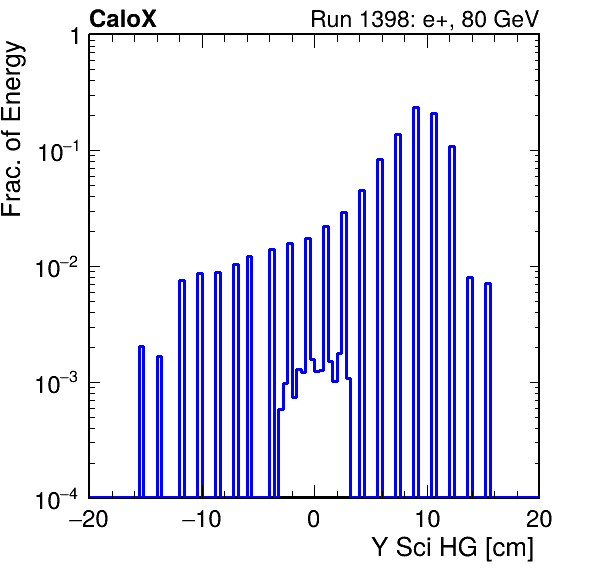 CaloX Run 1398: e+, 80 GeV
Frac. of Energy
1
10⁻¹
10⁻²
10⁻³
10⁻⁴
−20 −10 0 10 20
Y Sci HG [cm]